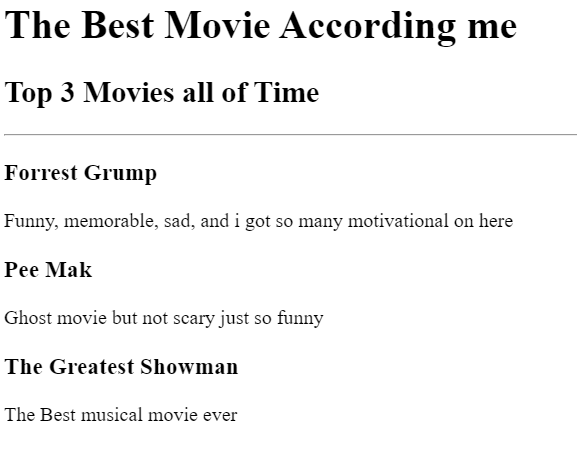 The Best Movie According me
Top 3 Movies all of Time
Forrest Grump
Funny, memorable, sad, and i got so many motivational on here
Pee Mak
Ghost movie but not scary just so funny
The Greatest Showman
The Best musical movie ever